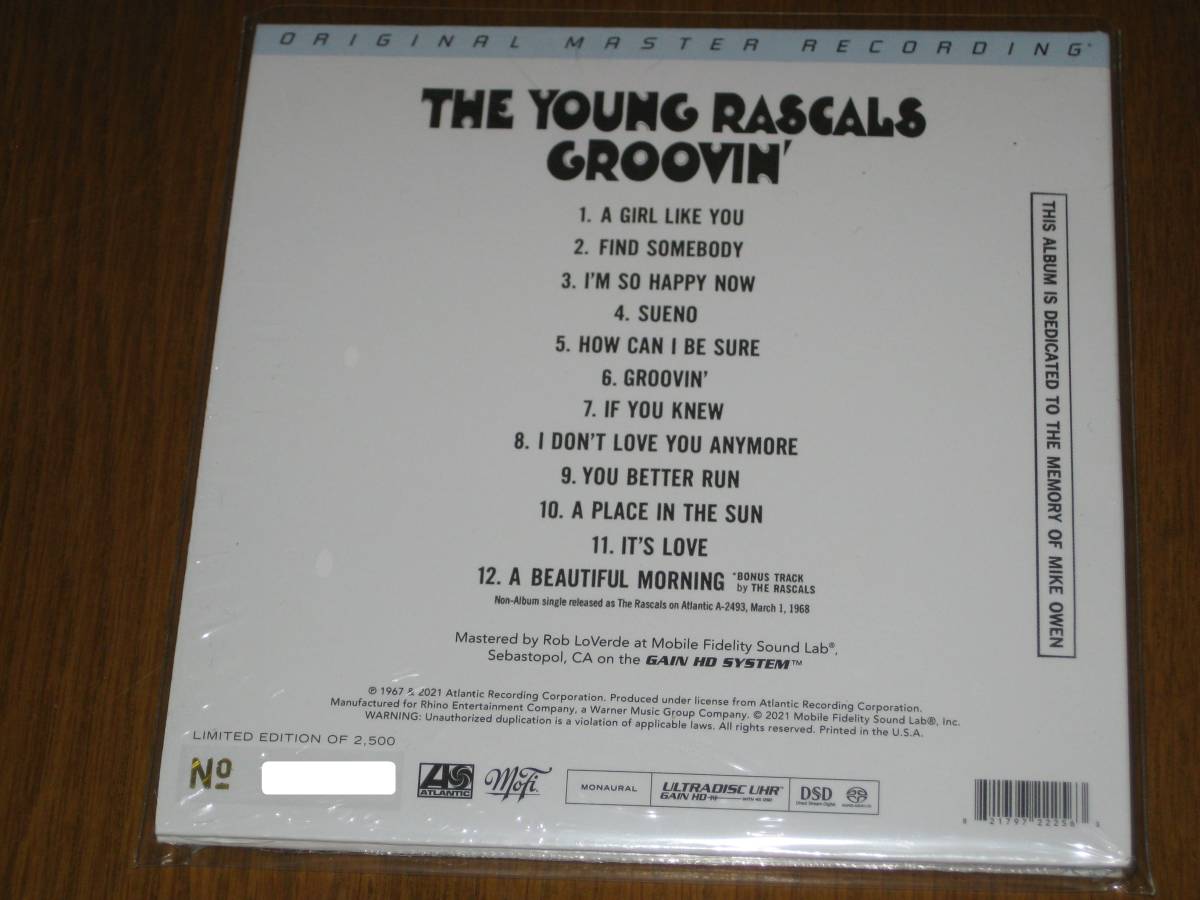 ORIGINAL MASTER RECORDING
THE YOUNG RASCALS
GROOVIN'
1. A GIRL LIKE YOU
2. FIND SOMEBODY
3. I'M SO HAPPY NOW
4. SUENO
5. HOW CAN I BE SURE
6. GROOVIN'
7. IF YOU KNEW
8. I DON'T LOVE YOU ANYMORE
9. YOU BETTER RUN
10. A PLACE IN THE SUN
11. IT'S LOVE
12. A BEAUTIFUL MORNING *BONUS TRACK
by THE RASCALS
Non-Album single released as The Rascals on Atlantic A-2493, March 1, 1968
THIS ALBUM IS DEDICATED TO THE MEMORY OF MIKE OWEN
Mastered by Rob LoVerde at Mobile Fidelity Sound Lab®,
Sebastopol, CA on the GAIN HD SYSTEM™
℗ 1967 & 2021 Atlantic Recording Corporation. Produced under license from Atlantic Recording Corporation.
Manufactured for Rhino Entertainment Company, a Warner Music Group Company. © 2021 Mobile Fidelity Sound Lab®, Inc.
WARNING: Unauthorized duplication is a violation of applicable laws. All rights reserved. Printed in the U.S.A.
LIMITED EDITION OF 2,500
Nº
ATLANTIC
MoFi
MONAURAL
ULTRADISC UHR™
GAIN HD
DSD
Direct Stream Digital
8 21797 22256